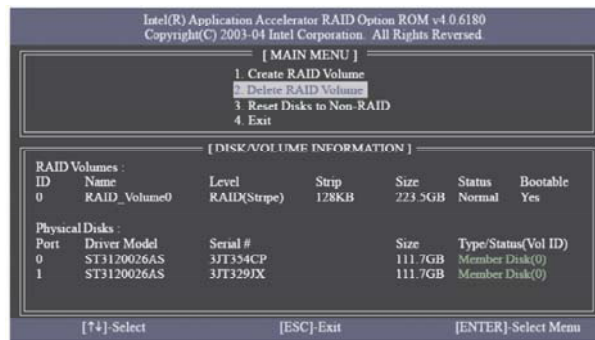 Intel(R) Application Accelerator RAID Option ROM v4.0.6180
Copyright(C) 2003-04 Intel Corporation. All Rights Reversed.
[ MAIN MENU ]
1. Create RAID Volume
2. Delete RAID Volume
3. Reset Disks to Non-RAID
4. Exit
[ DISK/VOLUME INFORMATION ]
RAID Volumes :
ID Name Level Strip Size Status Bootable
0 RAID_Volume0 RAID(Stripe) 128KB 223.5GB Normal Yes
Physical Disks :
Port Driver Model Serial # Size Type/Status(Vol ID)
0 ST3120026AS 3JT354CP 111.7GB Member Disk(0)
1 ST3120026AS 3JT329JX 111.7GB Member Disk(0)
[↑↓]-Select [ESC]-Exit [ENTER]-Select Menu